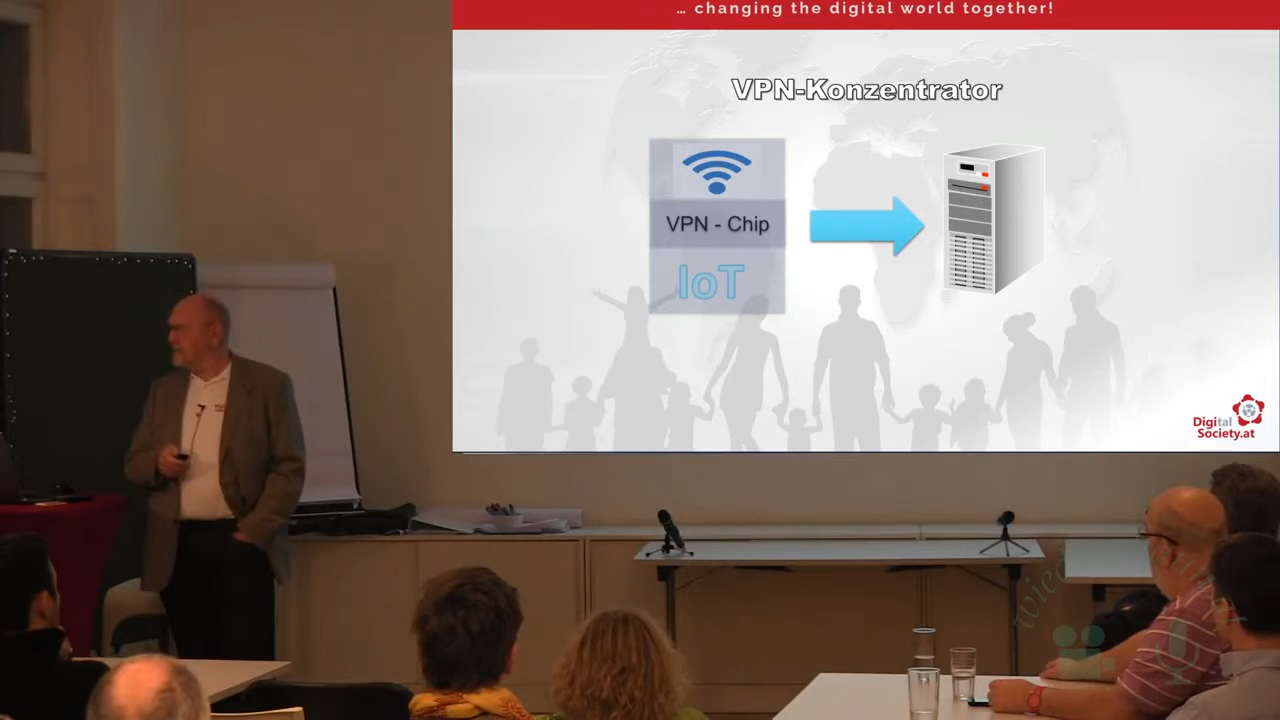 … changing the digital world together!
VPN-Konzentrator
VPN - Chip
IoT
Digital
Society.at